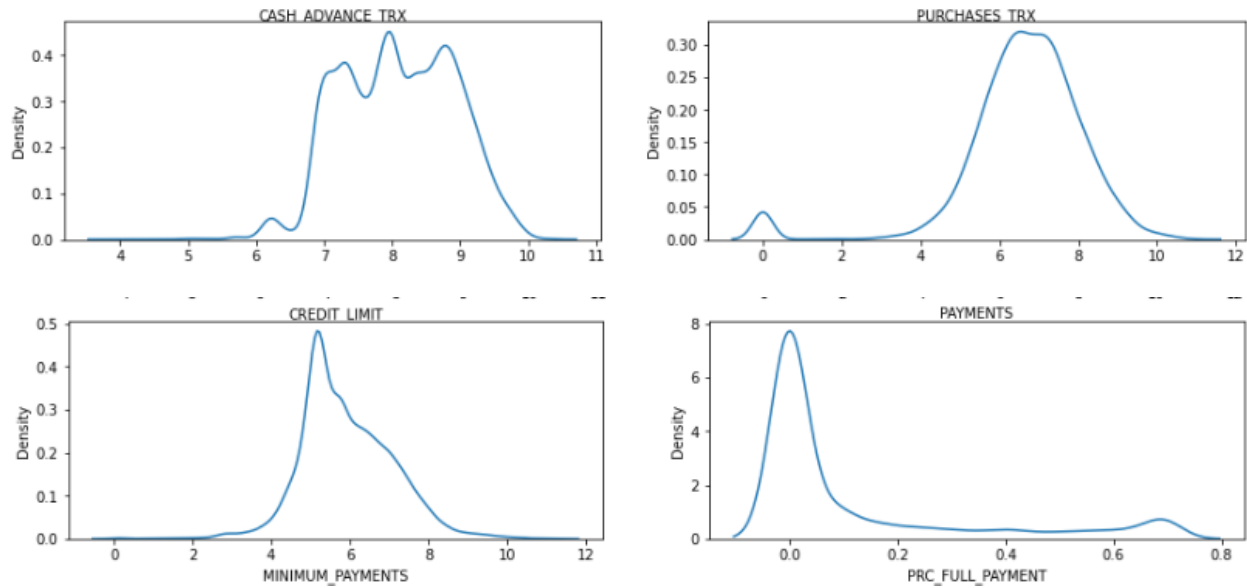 CASH_ADVANCE_TRX
Density
0.4
0.3
0.2
0.1
0.0
4 5 6 7 8 9 10 11
PURCHASES_TRX
Density
0.30
0.25
0.20
0.15
0.10
0.05
0.00
0 2 4 6 8 10 12
CREDIT_LIMIT
Density
0.5
0.4
0.3
0.2
0.1
0.0
0 2 4 6 8 10 12
MINIMUM_PAYMENTS
PAYMENTS
Density
8
6
4
2
0
0.0 0.2 0.4 0.6 0.8
PRC_FULL_PAYMENT